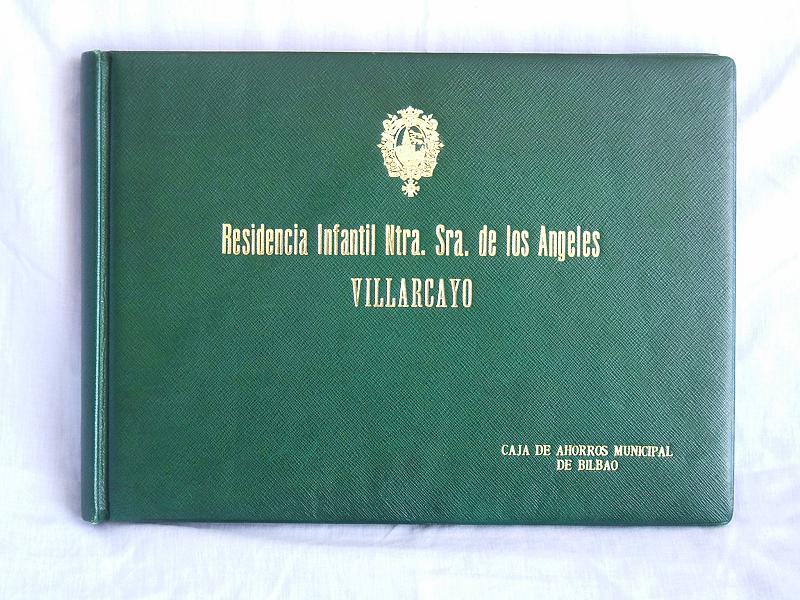 Residencia Infantil Ntra. Sra. de los Angeles
VILLARCAYO
CAJA DE AHORROS MUNICIPAL
DE BILBAO